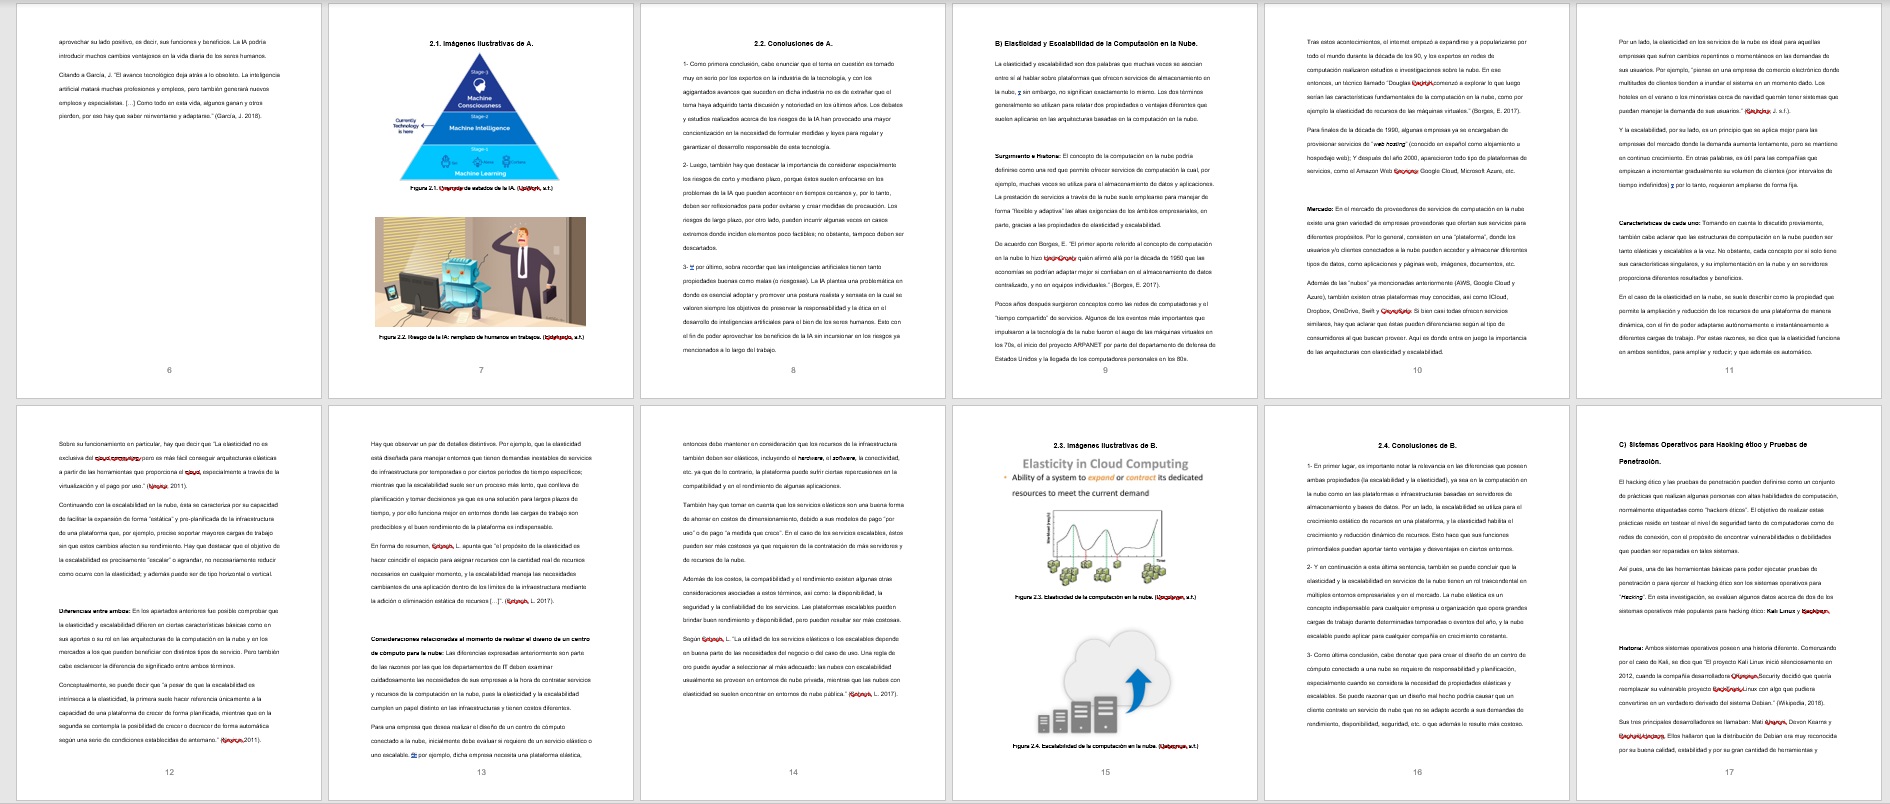 aprovechar su lado positivo, es decir, sus funciones y beneficios. La IA podría
introducir muchos cambios ventajosos en la vida diaria de los seres humanos.
Citando a García, J. "El avance tecnológico deja atrás a lo obsoleto. La inteligencia
artificial matará muchas profesiones y empleos, pero también generará nuevos
empleos y especialistas. [...] Como todo en esta vida, algunos ganan y otros
pierden, por eso hay que saber reinventarse y adaptarse." (García, J. 2018).
6
2.1. Imágenes Ilustrativas de A.
Stage-3
Machine
Consciousness
Stage-2
Machine Intelligence
Currently
Technology
is here
Stage-1
Machine Learning
Figura 2.1. de estados de la IA. ( s.f.)
Figura 2.2. Riesgo de la IA: remplazo de humanos en trabajos. ( s.f.)
7
2.2. Conclusiones de A.
1- Como primera conclusión, cabe enunciar que el tema en cuestión es tomado
muy en serio por los expertos en la industria de la tecnología, y con los
agigantados avances que suceden en dicha industria no es de extrañar que el
tema haya adquirido tanta discusión y notoriedad en los últimos años. Los debates
y estudios realizados acerca de los riesgos de la IA han provocado una mayor
concientización en la necesidad de formular medidas y leyes para regular y
garantizar el desarrollo responsable de esta tecnología.
2- Luego, también hay que destacar la importancia de considerar especialmente
los riesgos de corto y mediano plazo, porque éstos suelen enfocarse en los
problemas de la IA que pueden acontecer en tiempos cercanos y, por lo tanto,
deben ser reflexionados para poder evitarse y crear medidas de precaución. Los
riesgos de largo plazo, por otro lado, pueden incurrir algunas veces en casos
extremos donde inciden elementos poco factibles; no obstante, tampoco deben ser
descartados.
3- Y por último, sobra recordar que las inteligencias artificiales tienen tanto
propiedades buenas como malas (o riesgosas). La IA plantea una problemática en
donde es esencial adoptar y promover una postura realista y sensata en la cual se
valoren siempre los objetivos de preservar la responsabilidad y la ética en el
desarrollo de inteligencias artificiales para el bien de los seres humanos. Esto con
el fin de poder aprovechar los beneficios de la IA sin incursionar en los riesgos ya
mencionados a lo largo del trabajo.
8
B) Elasticidad y Escalabilidad de la Computación en la Nube.
La elasticidad y escalabilidad son dos palabras que muchas veces se asocian
entre sí al hablar sobre plataformas que ofrecen servicios de almacenamiento en
la nube, y sin embargo, no significan exactamente lo mismo. Los dos términos
generalmente se utilizan para relatar dos propiedades o ventajas diferentes que
suelen aplicarse en las arquitecturas basadas en la computación en la nube.
Surgimiento e Historia: El concepto de la computación en la nube podría
definirse como una red que permite ofrecer servicios de computación la cual, por
ejemplo, muchas veces se utiliza para el almacenamiento de datos y aplicaciones.
La prestación de servicios a través de la nube suele emplearse para manejar de
forma "flexible y adaptiva" las altas exigencias de los ámbitos empresariales, en
parte, gracias a las propiedades de elasticidad y escalabilidad.
De acuerdo con Borges, E. "El primer aporte referido al concepto de computación
en la nube lo hizo quién afirmó allá por la década de 1950 que las
economías se podrían adaptar mejor si confiaban en el almacenamiento de datos
centralizado, y no en equipos individuales." (Borges, E. 2017).
Pocos años después surgieron conceptos como las redes de computadoras y el
"tiempo compartido" de servicios. Algunos de los eventos más importantes que
impulsaron a la tecnología de la nube fueron el auge de las máquinas virtuales en
los 70s, el inicio del proyecto ARPANET por parte del departamento de defensa de
Estados Unidos y la llegada de los computadores personales en los 80s.
9
Tras estos acontecimientos, el internet empezó a expandirse y a popularizarse por
todo el mundo durante la década de los 90, y los expertos en redes de
computación realizaron estudios e investigaciones sobre la nube. En ese
entonces, un técnico llamado "Douglas comenzó a explorar lo que luego
serían las características fundamentales de la computación en la nube, como por
ejemplo la elasticidad de recursos de las máquinas virtuales." (Borges, E. 2017).
Para finales de la década de 1990, algunas empresas ya se encargaban de
provisionar servicios de "web hosting" (conocido en español como alojamiento u
hospedaje web); Y después del año 2000, aparecieron todo tipo de plataformas de
servicios, como el Amazon Web Services Google Cloud, Microsoft Azure, etc.
Mercado: En el mercado de proveedores de servicios de computación en la nube
existe una gran variedad de empresas proveedoras que ofertan sus servicios para
diferentes propósitos. Por lo general, consisten en una "plataforma", donde los
usuarios y/o clientes conectados a la nube pueden acceder y almacenar diferentes
tipos de datos, como aplicaciones y páginas web, imágenes, documentos, etc.
Además de las "nubes" ya mencionadas anteriormente (AWS, Google Cloud y
Azure), también existen otras plataformas muy conocidas, así como ICloud,
Dropbox, OneDrive, Swift y Si bien casi todas ofrecen servicios
similares, hay que aclarar que éstas pueden diferenciarse según al tipo de
consumidores al que buscan proveer. Aquí es donde entra en juego la importancia
de las arquitecturas con elasticidad y escalabilidad.
10
Por un lado, la elasticidad en los servicios de la nube es ideal para aquellas
empresas que sufren cambios repentinos o momentáneos en las demandas de
sus usuarios. Por ejemplo, "piense en una empresa de comercio electrónico donde
multitudes de clientes tienden a inundar el sistema en un momento dado. Los
hoteles en el verano o los minoristas cerca de navidad querrán tener sistemas que
puedan manejar la demanda de sus usuarios." ( J. s.f.).
Y la escalabilidad, por su lado, es un principio que se aplica mejor para las
empresas del mercado donde la demanda aumenta lentamente, pero se mantiene
en continuo crecimiento. En otras palabras, es útil para las compañías que
empiezan a incrementar gradualmente su volumen de clientes (por intervalos de
tiempo indefinidos) y por lo tanto, requieren ampliarse de forma fija.
Características de cada uno: Tomando en cuenta lo discutido previamente,
también cabe aclarar que las estructuras de computación en la nube pueden ser
tanto elásticas y escalables a la vez. No obstante, cada concepto por sí solo tiene
sus características singulares, y su implementación en la nube y en servidores
proporciona diferentes resultados y beneficios.
En el caso de la elasticidad en la nube, se suele describir como la propiedad que
permite la ampliación y reducción de los recursos de una plataforma de manera
dinámica, con el fin de poder adaptarse autónomamente e instantáneamente a
diferentes cargas de trabajo. Por estas razones, se dice que la elasticidad funciona
en ambos sentidos, para ampliar y reducir; y que además es automático.
11
Sobre su funcionamiento en particular, hay que decir que "La elasticidad no es
exclusiva del cloud computing pero es más fácil conseguir arquitecturas elásticas
a partir de las herramientas que proporciona el cloud, especialmente a través de la
virtualización y el pago por uso." ( 2011).
Continuando con la escalabilidad en la nube, ésta se caracteriza por su capacidad
de facilitar la expansión de forma "estática" y pre-planificada de la infraestructura
de una plataforma que, por ejemplo, precise soportar mayores cargas de trabajo
sin que estos cambios afecten su rendimiento. Hay que destacar que el objetivo de
la escalabilidad es precisamente "escalar" o agrandar, no necesariamente reducir
como ocurre con la elasticidad; y además puede ser de tipo horizontal o vertical.
Diferencias entre ambos: En los apartados anteriores fue posible comprobar que
la elasticidad y escalabilidad difieren en ciertas características básicas como en
sus aportes o su rol en las arquitecturas de la computación en la nube y en los
mercados a los que pueden beneficiar con distintos tipos de servicio. Pero también
cabe esclarecer la diferencia de significado entre ambos términos.
Conceptualmente, se puede decir que "a pesar de que la escalabilidad es
intrínseca a la elasticidad, la primera suele hacer referencia únicamente a la
capacidad de una plataforma de crecer de forma planificada, mientras que en la
segunda se contempla la posibilidad de crecer o decrecer de forma automática
según una serie de condiciones establecidas de antemano." ( 2011).
12
Hay que observar un par de detalles distintivos. Por ejemplo, que la elasticidad
está diseñada para manejar entornos que tienen demandas inestables de servicios
de infraestructura por temporadas o por ciertos periodos de tiempo específicos;
mientras que la escalabilidad suele ser un proceso más lento, que conlleva de
planificación y tomar decisiones ya que es una solución para largos plazos de
tiempo, y por ello funciona mejor en entornos donde las cargas de trabajo son
predecibles y el buen rendimiento de la plataforma es indispensable.
En forma de resumen, L. apunta que "el propósito de la elasticidad es
hacer coincidir el espacio para asignar recursos con la cantidad real de recursos
necesarios en cualquier momento, y la escalabilidad maneja las necesidades
cambiantes de una aplicación dentro de los límites de la infraestructura mediante
la adición o eliminación estática de recursos [...]". ( L. 2017).
Consideraciones relacionadas al momento de realizar el diseño de un centro
de cómputo para la nube: Las diferencias expresadas anteriormente son parte
de las razones por las que los departamentos de IT deben examinar
cuidadosamente las necesidades de sus empresas a la hora de contratar servicios
y recursos de la computación en la nube, pues la elasticidad y la escalabilidad
cumplen un papel distinto en las infraestructuras y tienen costos diferentes.
Para una empresa que desea realizar el diseño de un centro de cómputo
conectado a la nube, inicialmente debe evaluar si requiere de un servicio elástico o
uno escalable. Si por ejemplo, dicha empresa necesita una plataforma elástica,
13
entonces debe mantener en consideración que los recursos de la infraestructura
también deben ser elásticos, incluyendo el hardware, el software, la conectividad,
etc. ya que de lo contrario, la plataforma puede sufrir ciertas repercusiones en la
compatibilidad y en el rendimiento de algunas aplicaciones.
También hay que tomar en cuenta que los servicios elásticos son una buena forma
de ahorrar en costos de dimensionamiento, debido a sus modelos de pago "por
uso" o de pago "a medida que crece". En el caso de los servicios escalables, éstos
pueden ser más costosos ya que requieren de la contratación de más servidores y
de recursos de la nube.
Además de los costos, la compatibilidad y el rendimiento existen algunas otras
consideraciones asociadas a estos términos, así como: la disponibilidad, la
seguridad y la confiabilidad de los servicios. Las plataformas escalables pueden
brindar buen rendimiento y disponibilidad, pero pueden resultar ser más costosas.
Según L. "La utilidad de los servicios elásticos o los escalables depende
en buena parte de las necesidades del negocio o del caso de uso. Una regla de
oro puede ayudar a seleccionar al más adecuado: las nubes con escalabilidad
usualmente se proveen en entornos de nube privada, mientras que las nubes con
elasticidad se suelen encontrar en entornos de nube pública." ( L. 2017).
14
2.3. Imágenes Ilustrativas de B.
Elasticity in Cloud Computing
• Ability of a system to expand or contract its dedicated
resources to meet the current demand
Time
Figura 2.3. Elasticidad de la computación en la nube. ( s.f.)
Figura 2.4. Escalabilidad de la computación en la nube. ( s.f.)
15
2.4. Conclusiones de B.
1- En primer lugar, es importante notar la relevancia en las diferencias que poseen
ambas propiedades (la escalabilidad y la elasticidad), ya sea en la computación en
la nube como en las plataformas e infraestructuras basadas en servidores de
almacenamiento y bases de datos. Por un lado, la escalabilidad se utiliza para el
crecimiento estático de recursos en una plataforma, y la elasticidad habilita el
crecimiento y reducción dinámico de recursos. Esto hace que sus funciones
primordiales puedan aportar tanto ventajas y desventajas en ciertos entornos.
2- Y en continuación a esta última sentencia, también se puede concluir que la
elasticidad y la escalabilidad en servicios de la nube tienen un rol trascendental en
múltiples entornos empresariales y en el mercado. La nube elástica es un
concepto indispensable para cualquier empresa u organización que opera grandes
cargas de trabajo durante determinadas temporadas o eventos del año, y la nube
escalable puede aplicar para cualquier compañía en crecimiento constante.
3- Como última conclusión, cabe denotar que para crear el diseño de un centro de
cómputo conectado a una nube se requiere de responsabilidad y planificación,
especialmente cuando se considera la necesidad de propiedades elásticas y
escalables. Se puede razonar que un diseño mal hecho podría causar que un
cliente contrate un servicio de nube que no se adapte acorde a sus demandas de
rendimiento, disponibilidad, seguridad, etc. o que además le resulte más costoso.
16
C) Sistemas Operativos para Hacking ético y Pruebas de
Penetración.
El hacking ético y las pruebas de penetración pueden definirse como un conjunto
de prácticas que realizan algunas personas con altas habilidades de computación,
normalmente etiquetadas como "hackers éticos". El objetivo de realizar estas
prácticas reside en testear el nivel de seguridad tanto de computadoras como de
redes de conexión, con el propósito de encontrar vulnerabilidades o debilidades
que puedan ser reparadas en tales sistemas.
Así pues, una de las herramientas básicas para poder ejecutar pruebas de
penetración o para ejercer el hacking ético son los sistemas operativos para
"Hacking". En esta investigación, se evalúan algunos datos acerca de dos de los
sistemas operativos más populares para hacking ético: Kali Linux y Backbox.
Historia: Ambos sistemas operativos poseen una historia diferente. Comenzando
por el caso de Kali, se dice que "El proyecto Kali Linux inició silenciosamente en
2012, cuando la compañía desarrolladora Offensive Security decidió que quería
reemplazar su vulnerable proyecto BackTrack Linux con algo que pudiera
convertirse en un verdadero derivado del sistema Debian." (Wikipedia, 2018).
Sus tres principales desarrolladores se llamaban: Mati Aharoni, Devon Kearns y
Ellos hallaron que la distribución de Debian era muy reconocida
por su buena calidad, estabilidad y por su gran cantidad de herramientas y
17